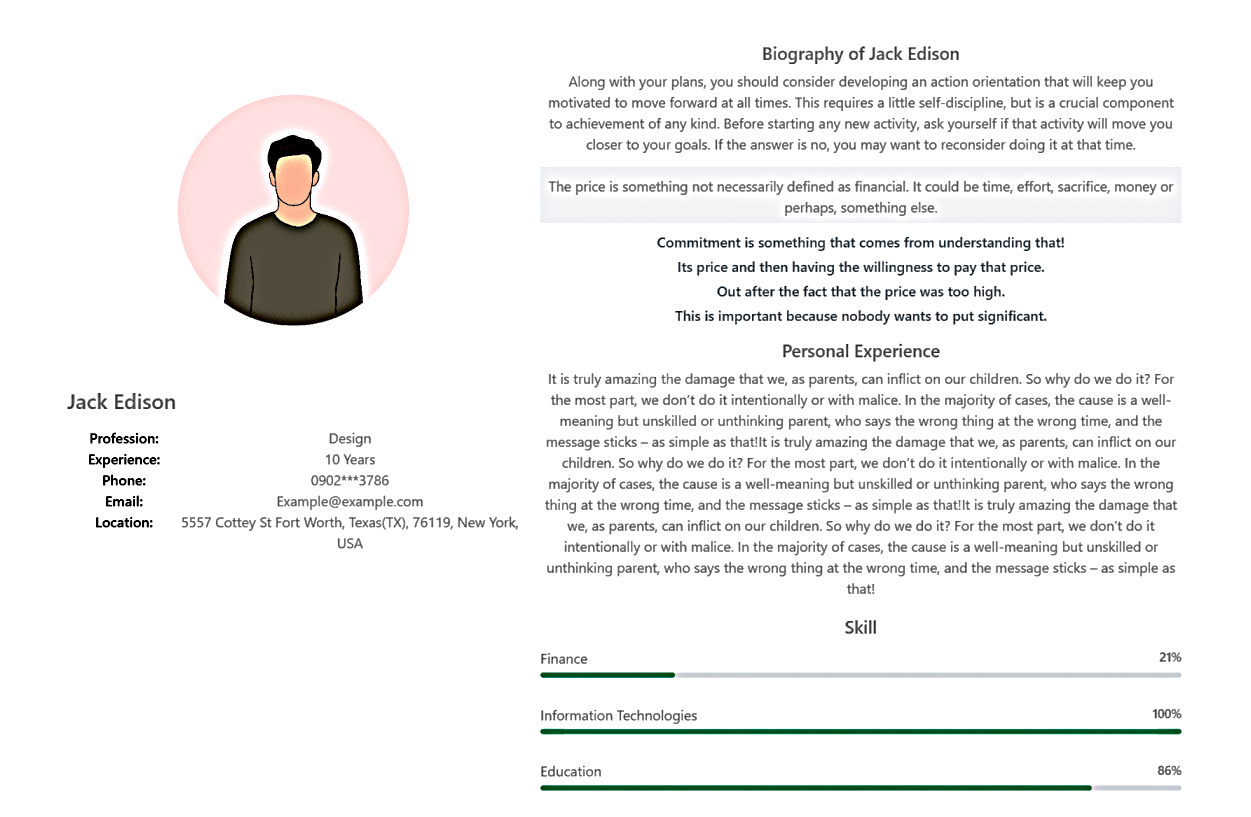 Jack Edison
Profession: Design
Experience: 10 Years
Phone: 0902***3786
Email: Example@example.com
Location: 5557 Cottey St Fort Worth, Texas(TX), 76119, New York,
USA
Biography of Jack Edison
Along with your plans, you should consider developing an action orientation that will keep you
motivated to move forward at all times. This requires a little self-discipline, but is a crucial component
to achievement of any kind. Before starting any new activity, ask yourself if that activity will move you
closer to your goals. If the answer is no, you may want to reconsider doing it at that time.
The price is something not necessarily defined as financial. It could be time, effort, sacrifice, money or
perhaps, something else.
Commitment is something that comes from understanding that!
Its price and then having the willingness to pay that price.
Out after the fact that the price was too high.
This is important because nobody wants to put significant.
Personal Experience
It is truly amazing the damage that we, as parents, can inflict on our children. So why do we do it? For
the most part, we don’t do it intentionally or with malice. In the majority of cases, the cause is a well-
meaning but unskilled or unthinking parent, who says the wrong thing at the wrong time, and the
message sticks – as simple as that!It is truly amazing the damage that we, as parents, can inflict on our
children. So why do we do it? For the most part, we don’t do it intentionally or with malice. In the
majority of cases, the cause is a well-meaning but unskilled or unthinking parent, who says the wrong
thing at the wrong time, and the message sticks – as simple as that!It is truly amazing the damage that
we, as parents, can inflict on our children. So why do we do it? For the most part, we don’t do it
intentionally or with malice. In the majority of cases, the cause is a well-meaning but unskilled or
unthinking parent, who says the wrong thing at the wrong time, and the message sticks – as simple as
that!
Skill
Finance 21%
Information Technologies 100%
Education 86%